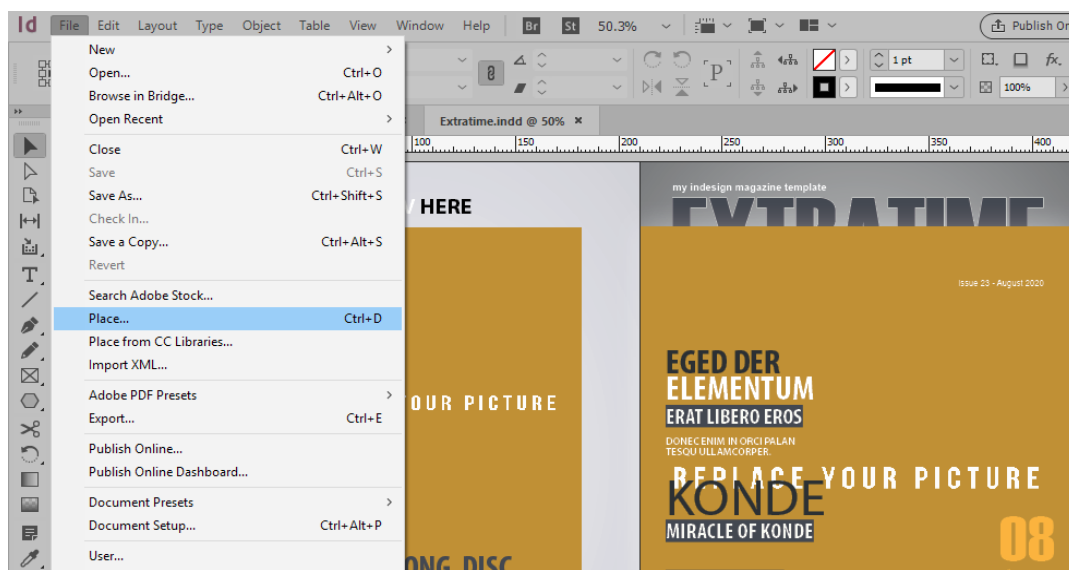 Id File Edit Layout Type Object Table View Window Help Br St 50.3% Publish On
New
Open... Ctrl+O
Browse in Bridge... Ctrl+Alt+O
Open Recent
Close Ctrl+W
Save Ctrl+S
Save As... Ctrl+Shift+S
Check In...
Save a Copy... Ctrl+Alt+S
Revert
Search Adobe Stock...
Place... Ctrl+D
Place from CC Libraries...
Import XML...
Adobe PDF Presets
Export... Ctrl+E
Publish Online...
Publish Online Dashboard...
Document Presets
Document Setup... Ctrl+Alt+P
User...
P 1 pt fx.
100%
Extratime.indd @ 50% ×
100 150 200 250 300 350 400
HERE
OUR PICTURE
ONG, DISC
my indesign magazine template
EXTRATIME
Issue 23 - August 2020
EGED DER
ELEMENTUM
ERAT LIBERO EROS
DONEC ENIM IN ORCI PALAN
TESQU ULLAMCORPER.
REPLACE YOUR PICTURE
KONDE
MIRACLE OF KONDE
08